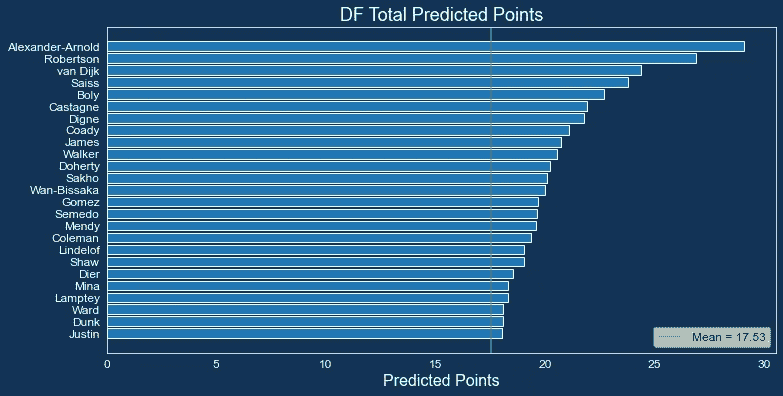 DF Total Predicted Points
Alexander-Arnold
Robertson
van Dijk
Saiss
Boly
Castagne
Digne
Coady
James
Walker
Doherty
Sakho
Wan-Bissaka
Gomez
Semedo
Mendy
Coleman
Lindelof
Shaw
Dier
Mina
Lamptey
Ward
Dunk
Justin
Mean = 17.53
0 5 10 15 20 25 30
Predicted Points